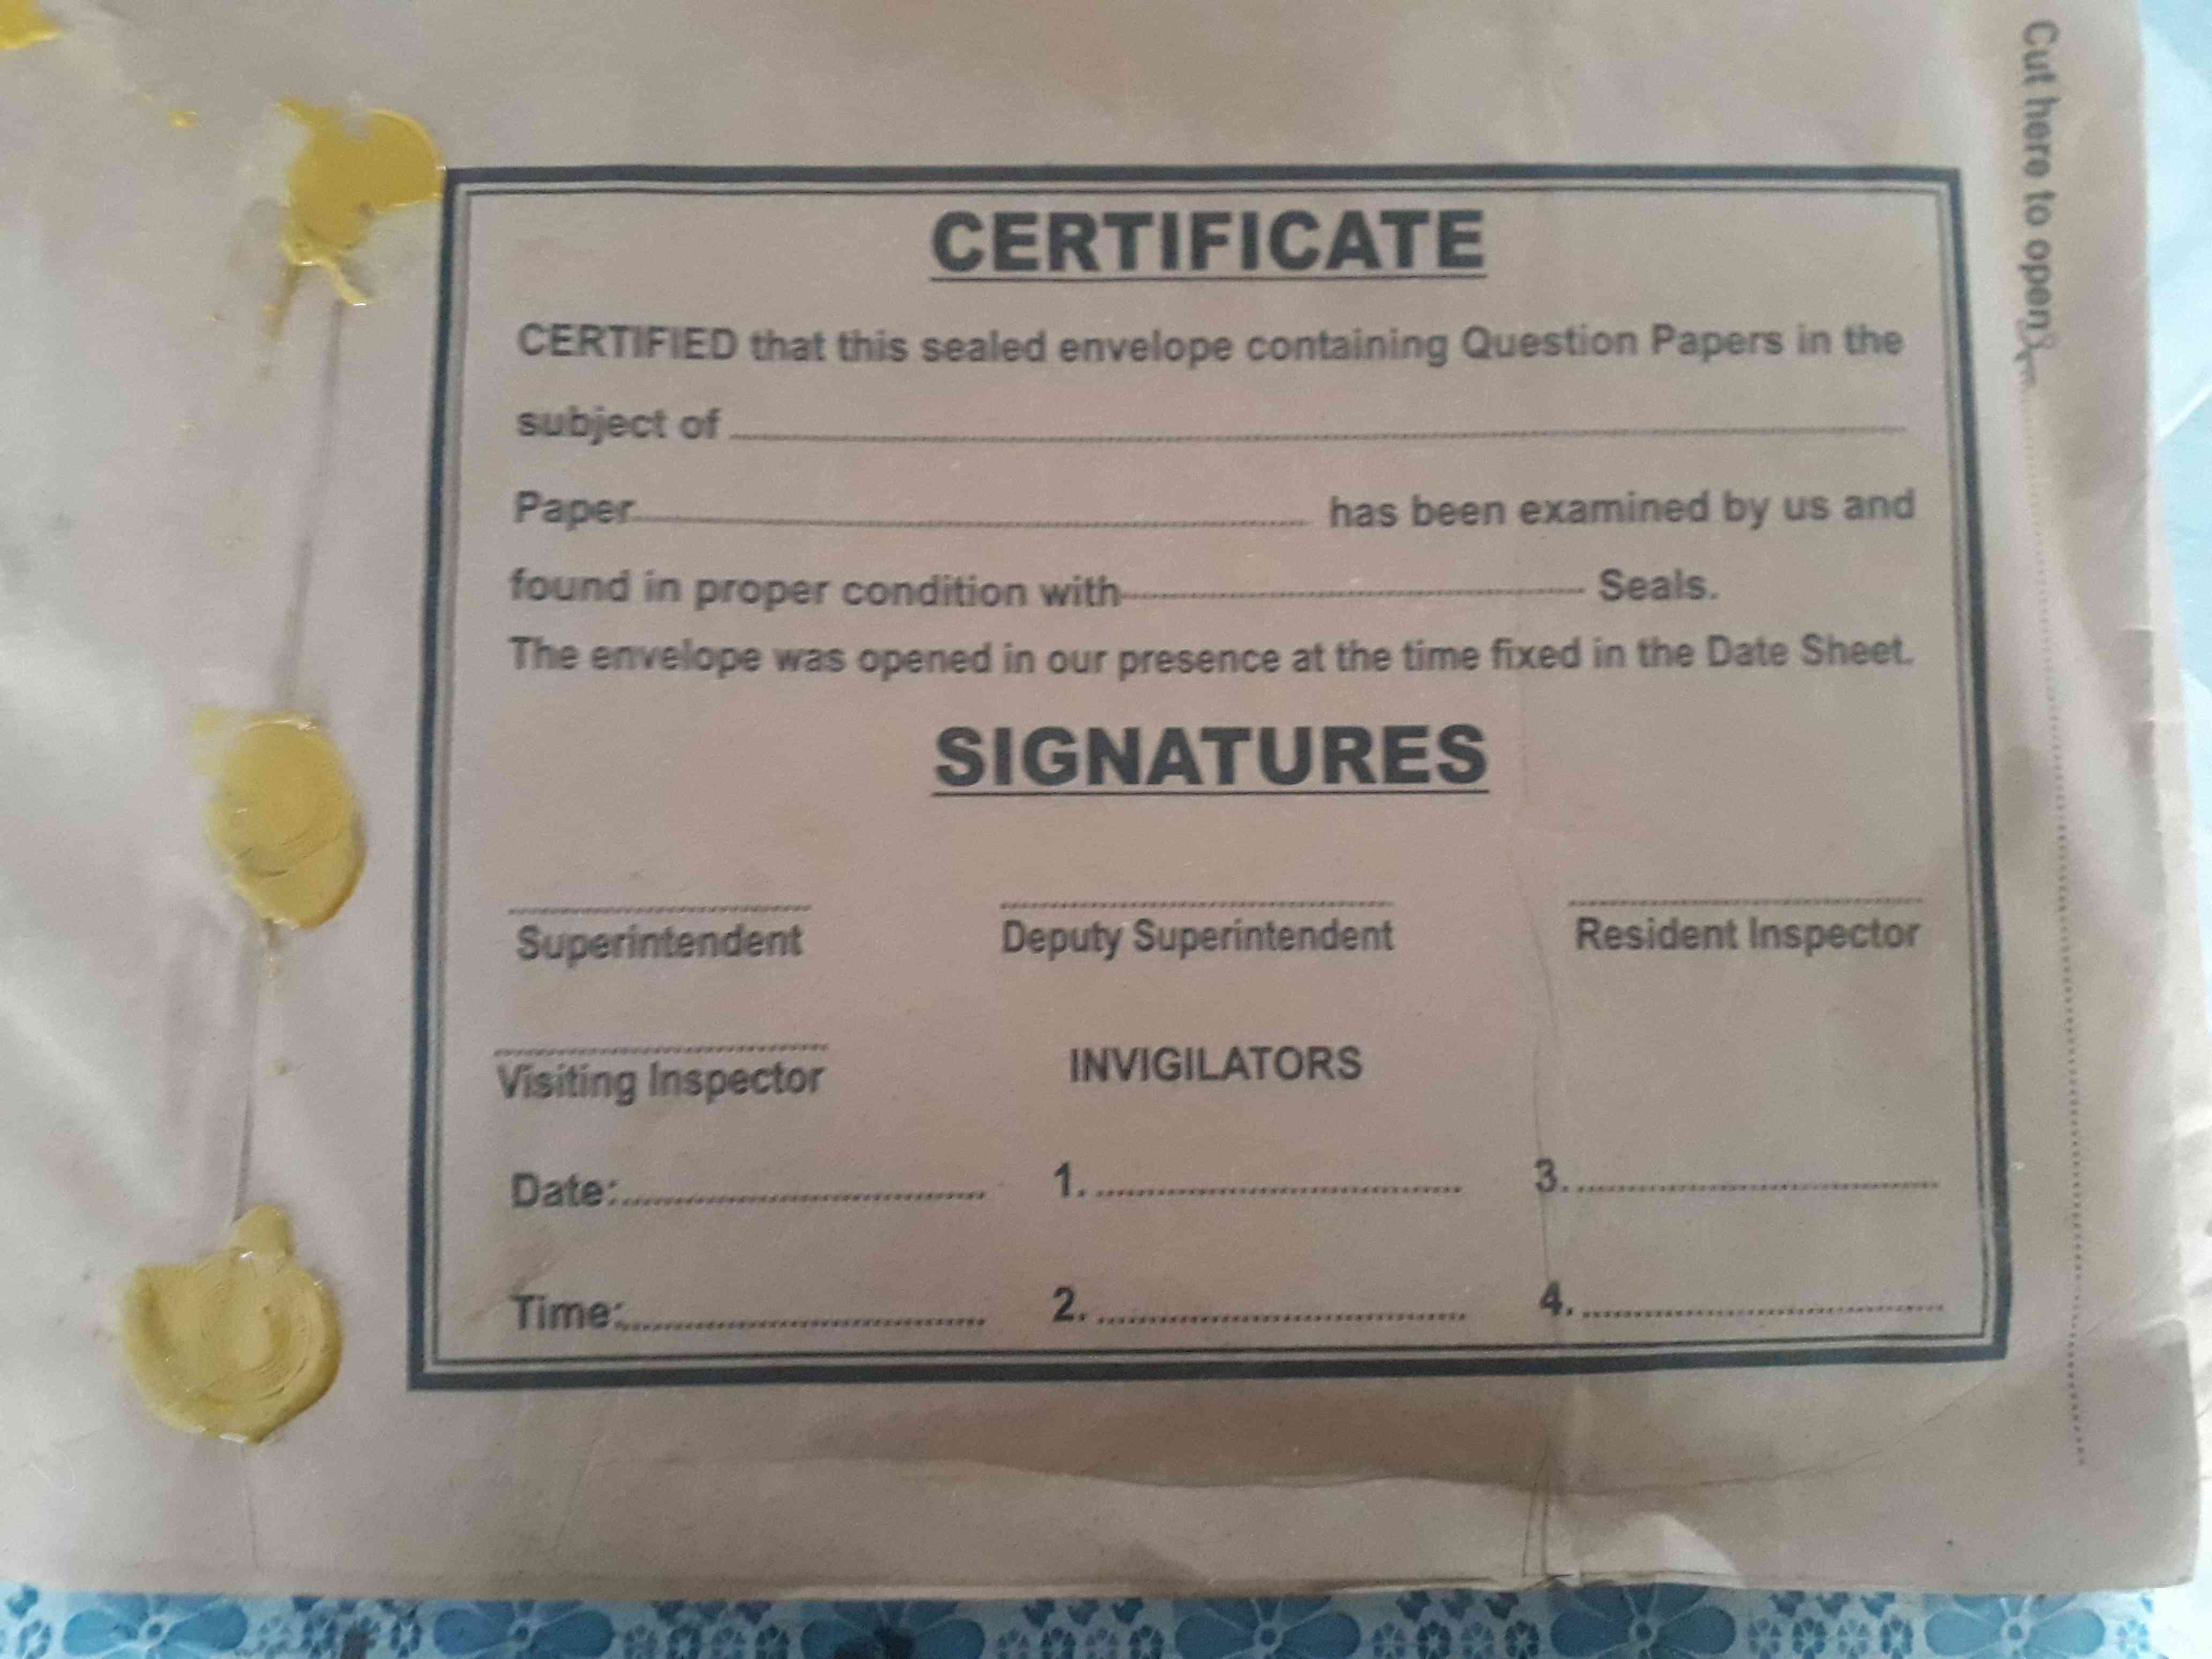 Cut here to open
CERTIFICATE
CERTIFIED that this sealed envelope containing Question Papers in the
subject of
Paper has been examined by us and
found in proper condition with Seals.
The envelope was opened in our presence at the time fixed in the Date Sheet.
SIGNATURES
Superintendent Deputy Superintendent Resident Inspector
Visiting Inspector INVIGILATORS
Date: 1. 3.
Time: 2. 4.